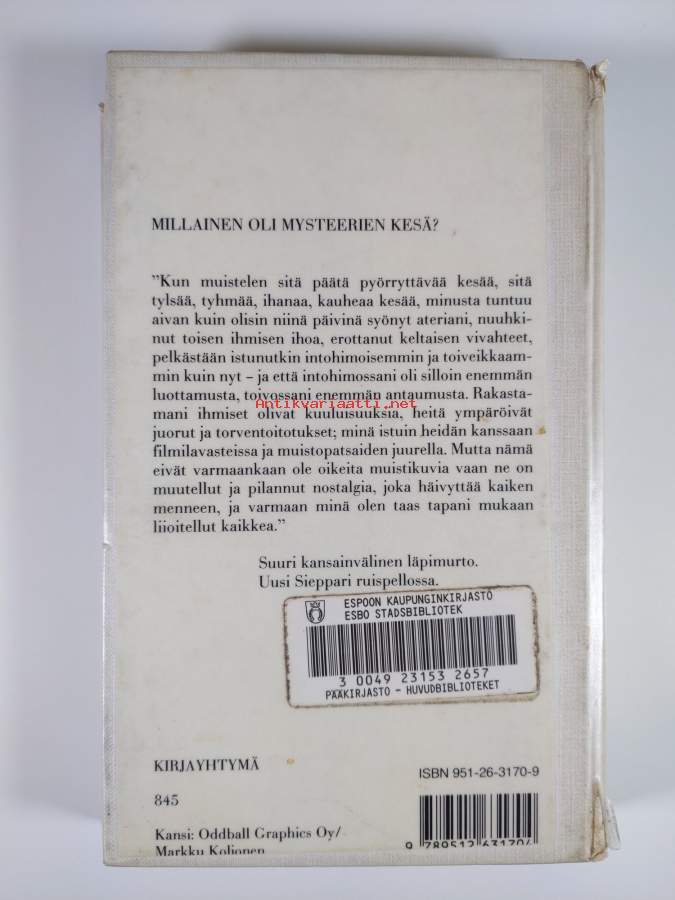 MILLAINEN OLI MYSTEERIEN KESÄ?
”Kun muistelen sitä päätä pyörryttävää kesää, sitä
tylsää, tyhmää, ihanaa, kauheaa kesää, minusta tuntuu
aivan kuin olisin niinä päivinä syönyt ateriani, nuuhki-
nut toisen ihmisen ihoa, erottanut keltaisen vivahteet,
pelkästään istunutkin intohimoisemmin ja toiveikkaam-
min kuin nyt – ja että intohimossani oli silloin enemmän
luottamusta, toivossani enemmän antaumusta. Rakasta-
Antikvariaatti.net
mani ihmiset olivat kuuluisuuksia, heitä ympäröivät
juorut ja torventoitotukset; minä istuin heidän kanssaan
filmilavasteissa ja muistopatsaiden juurella. Mutta nämä
eivät varmaankaan ole oikeita muistikuvia vaan ne on
muutellut ja pilannut nostalgia, joka häivyttää kaiken
menneen, ja varmaan minä olen taas tapani mukaan
liioitellut kaikkea.”
Suuri kansainvälinen läpimurto.
Uusi Sieppari ruispellossa.
ESPOON KAUPUNGINKIRJASTO
ESBO STADSBIBLIOTEK
3 0049 23153 2657
PÄÄKIRJASTO – HUVUDBIBLIOTEKET
KIRJAYHTYMÄ
ISBN 951-26-3170-9
845
Kansi: Oddball Graphics Oy/
Markku Koljonen
9 789512 631704